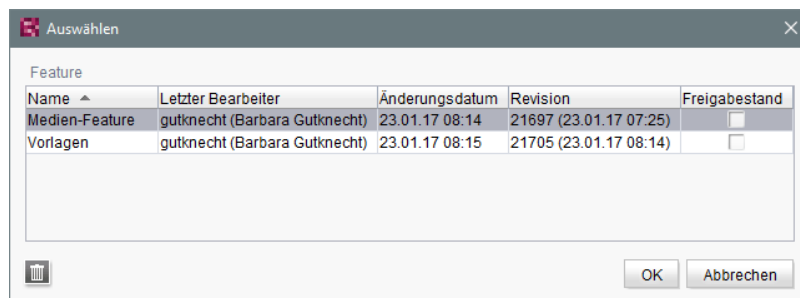 Auswählen
Feature
Name Letzter Bearbeiter Änderungsdatum Revision Freigabestand
Medien-Feature gutknecht (Barbara Gutknecht) 23.01.17 08:14 21697 (23.01.17 07:25)
Vorlagen gutknecht (Barbara Gutknecht) 23.01.17 08:15 21705 (23.01.17 08:14)
OK Abbrechen